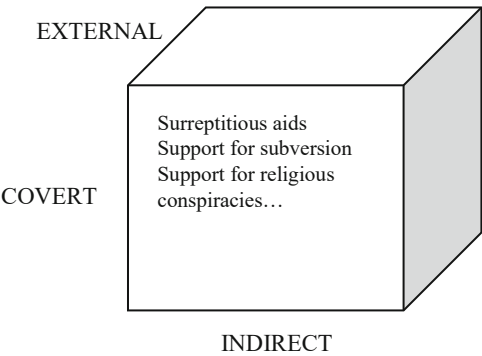 EXTERNAL
Surreptitious aids
Support for subversion
Support for religious
conspiracies…
COVERT
INDIRECT